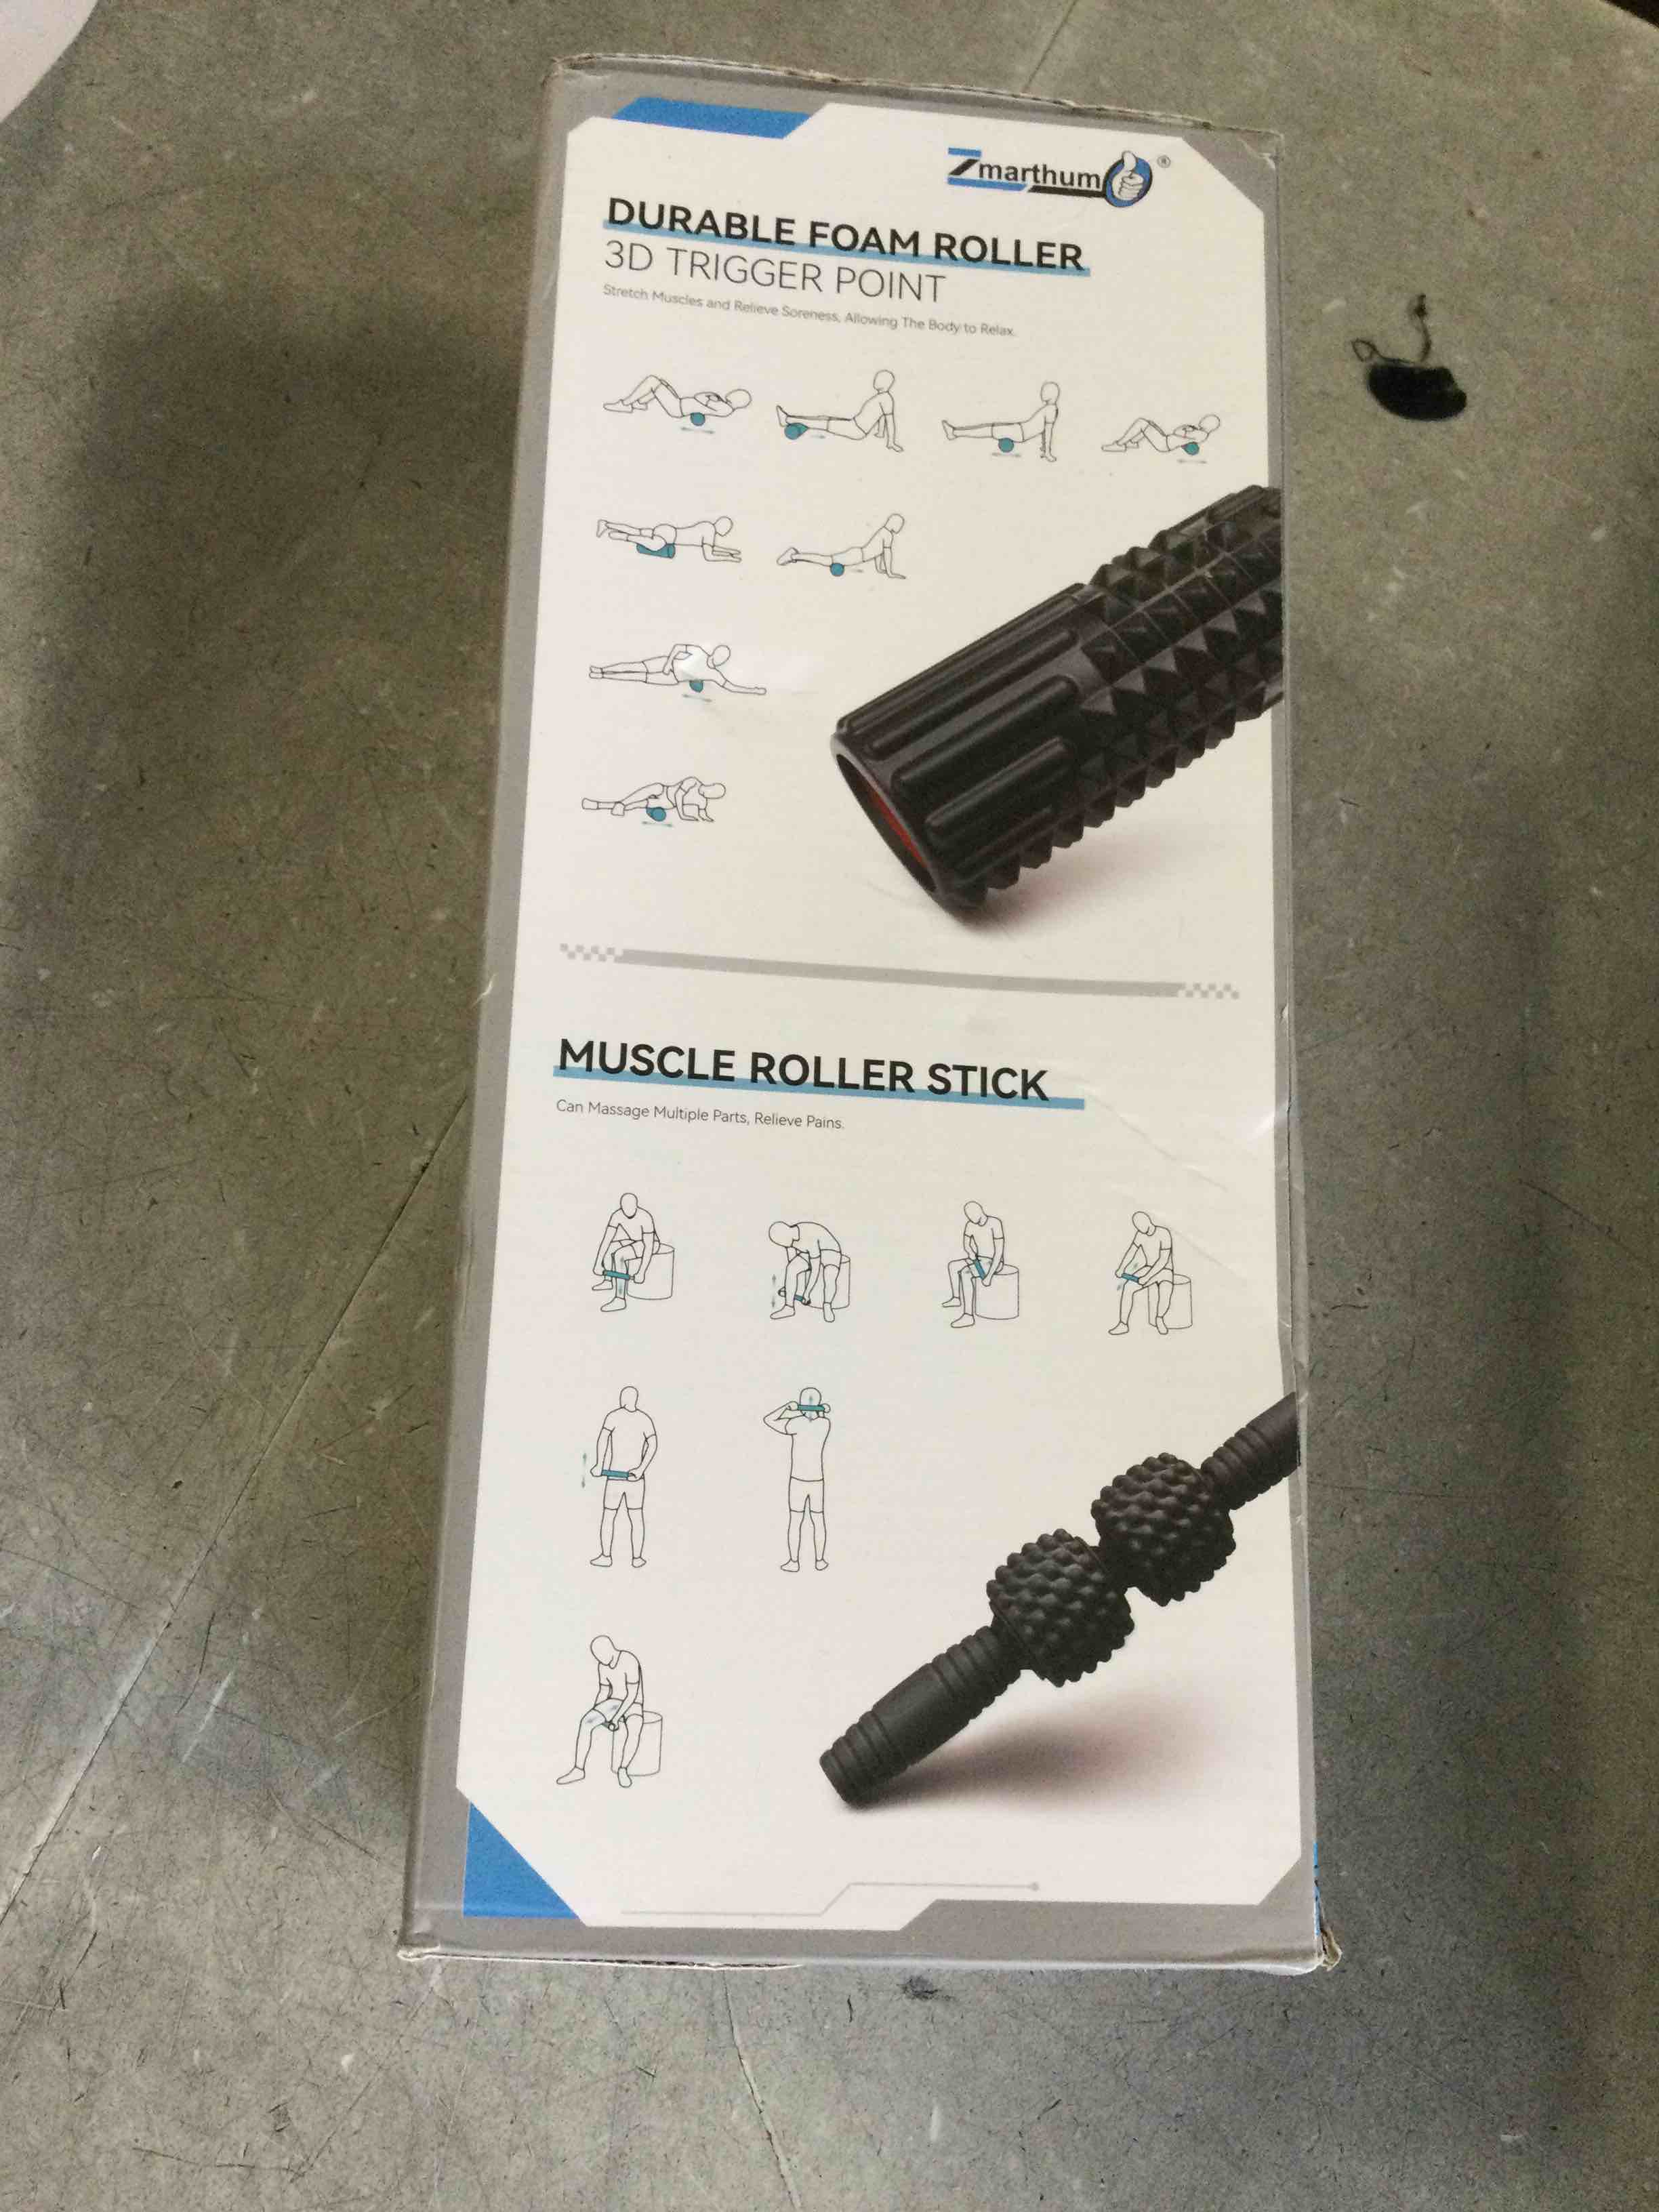 Zmarthum®
DURABLE FOAM ROLLER
3D TRIGGER POINT
Stretch Muscles and Relieve Soreness, Allowing The Body to Relax.
MUSCLE ROLLER STICK
Can Massage Multiple Parts, Relieve Pains.